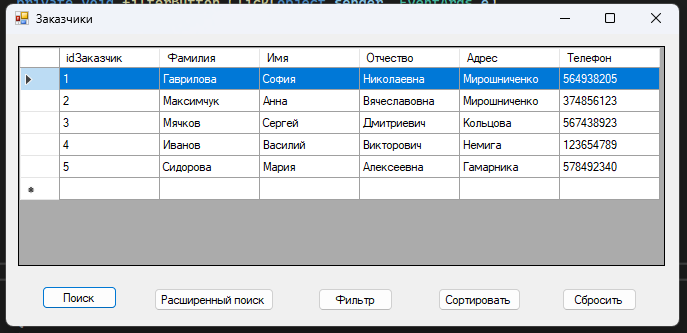 private void filterButton_Click(object sender, EventArgs e)
Заказчики
idЗаказчик Фамилия Имя Отчество Адрес Телефон
1 Гаврилова София Николаевна Мирошниченко 564938205
2 Максимчук Анна Вячеславовна Мирошниченко 374856123
3 Мячков Сергей Дмитриевич Кольцова 567438923
4 Иванов Василий Викторович Немига 123654789
5 Сидорова Мария Алексеевна Гамарника 578492340
Поиск Расширенный поиск Фильтр Сортировать Сбросить